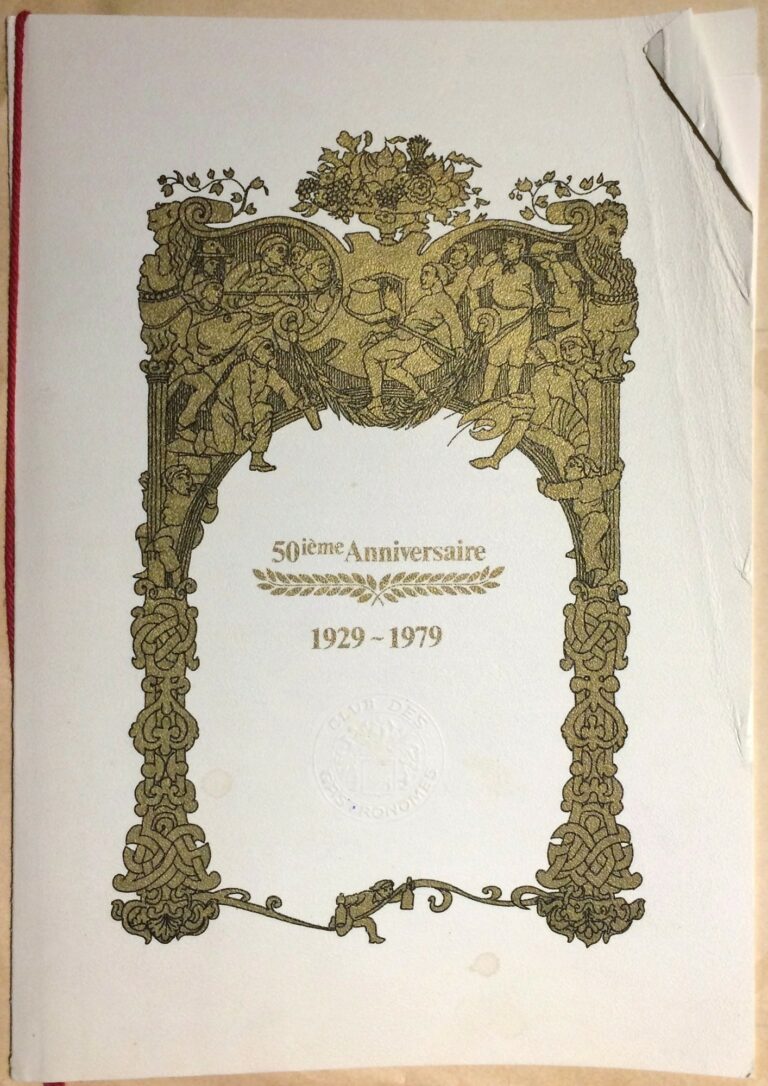 50ième Anniversaire
1929 ~ 1979
CLUB DES
GASTRONOMES